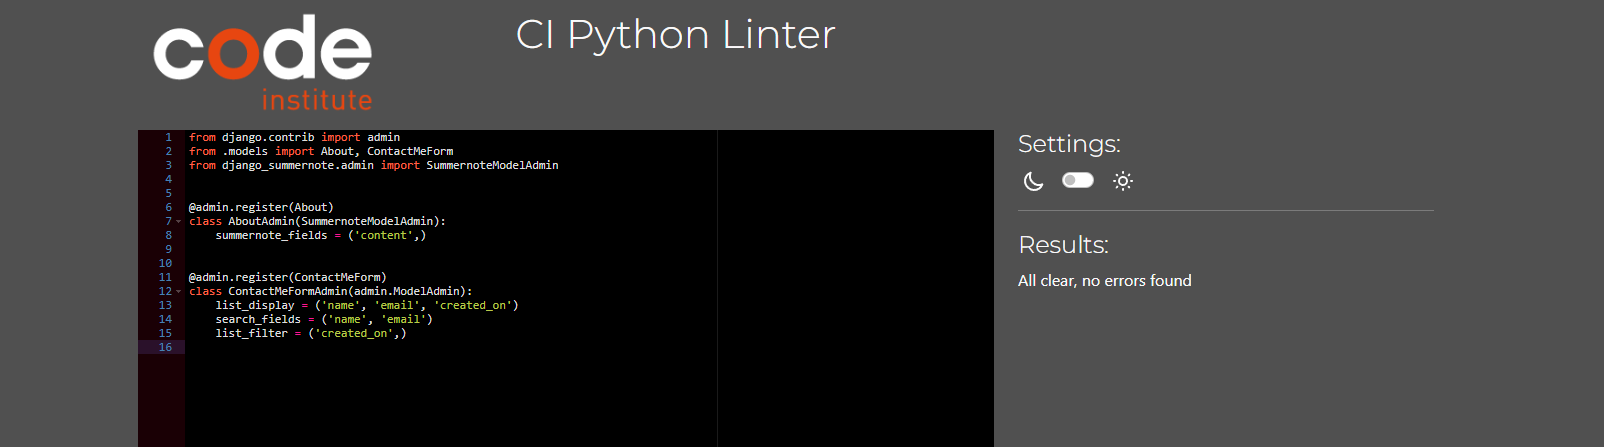 code
institute
CI Python Linter
1 from django.contrib import admin
2 from .models import About, ContactMeForm
3 from django_summernote.admin import SummernoteModelAdmin
4
5
6 @admin.register(About)
7 class AboutAdmin(SummernoteModelAdmin):
8     summernote_fields = ('content',)
9
10
11 @admin.register(ContactMeForm)
12 class ContactMeFormAdmin(admin.ModelAdmin):
13     list_display = ('name', 'email', 'created_on')
14     search_fields = ('name', 'email')
15     list_filter = ('created_on',)
16
Settings:
Results:
All clear, no errors found